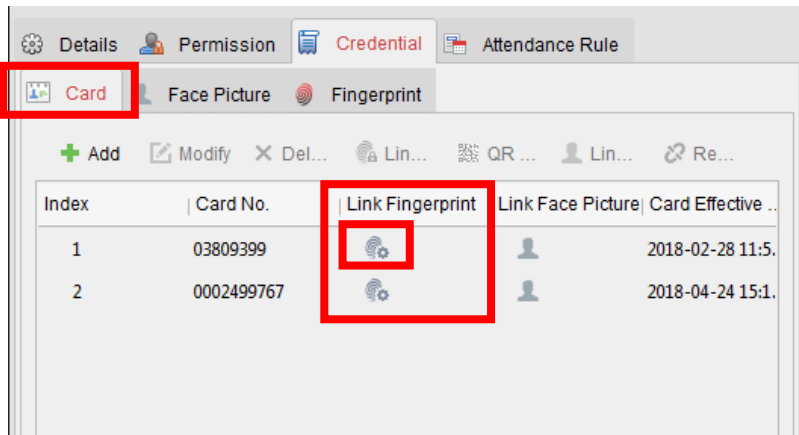 Details Permission Credential Attendance Rule
Card Face Picture Fingerprint
Add Modify Del... Lin... QR ... Lin... Re...
Index Card No. Link Fingerprint Link Face Picture Card Effective ..
1 03809399 2018-02-28 11:5.
2 0002499767 2018-04-24 15:1.